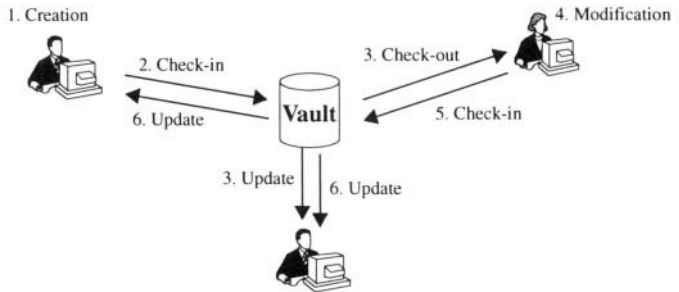 1. Creation
4. Modification
2. Check-in
3. Check-out
Vault
6. Update
5. Check-in
3. Update
6. Update